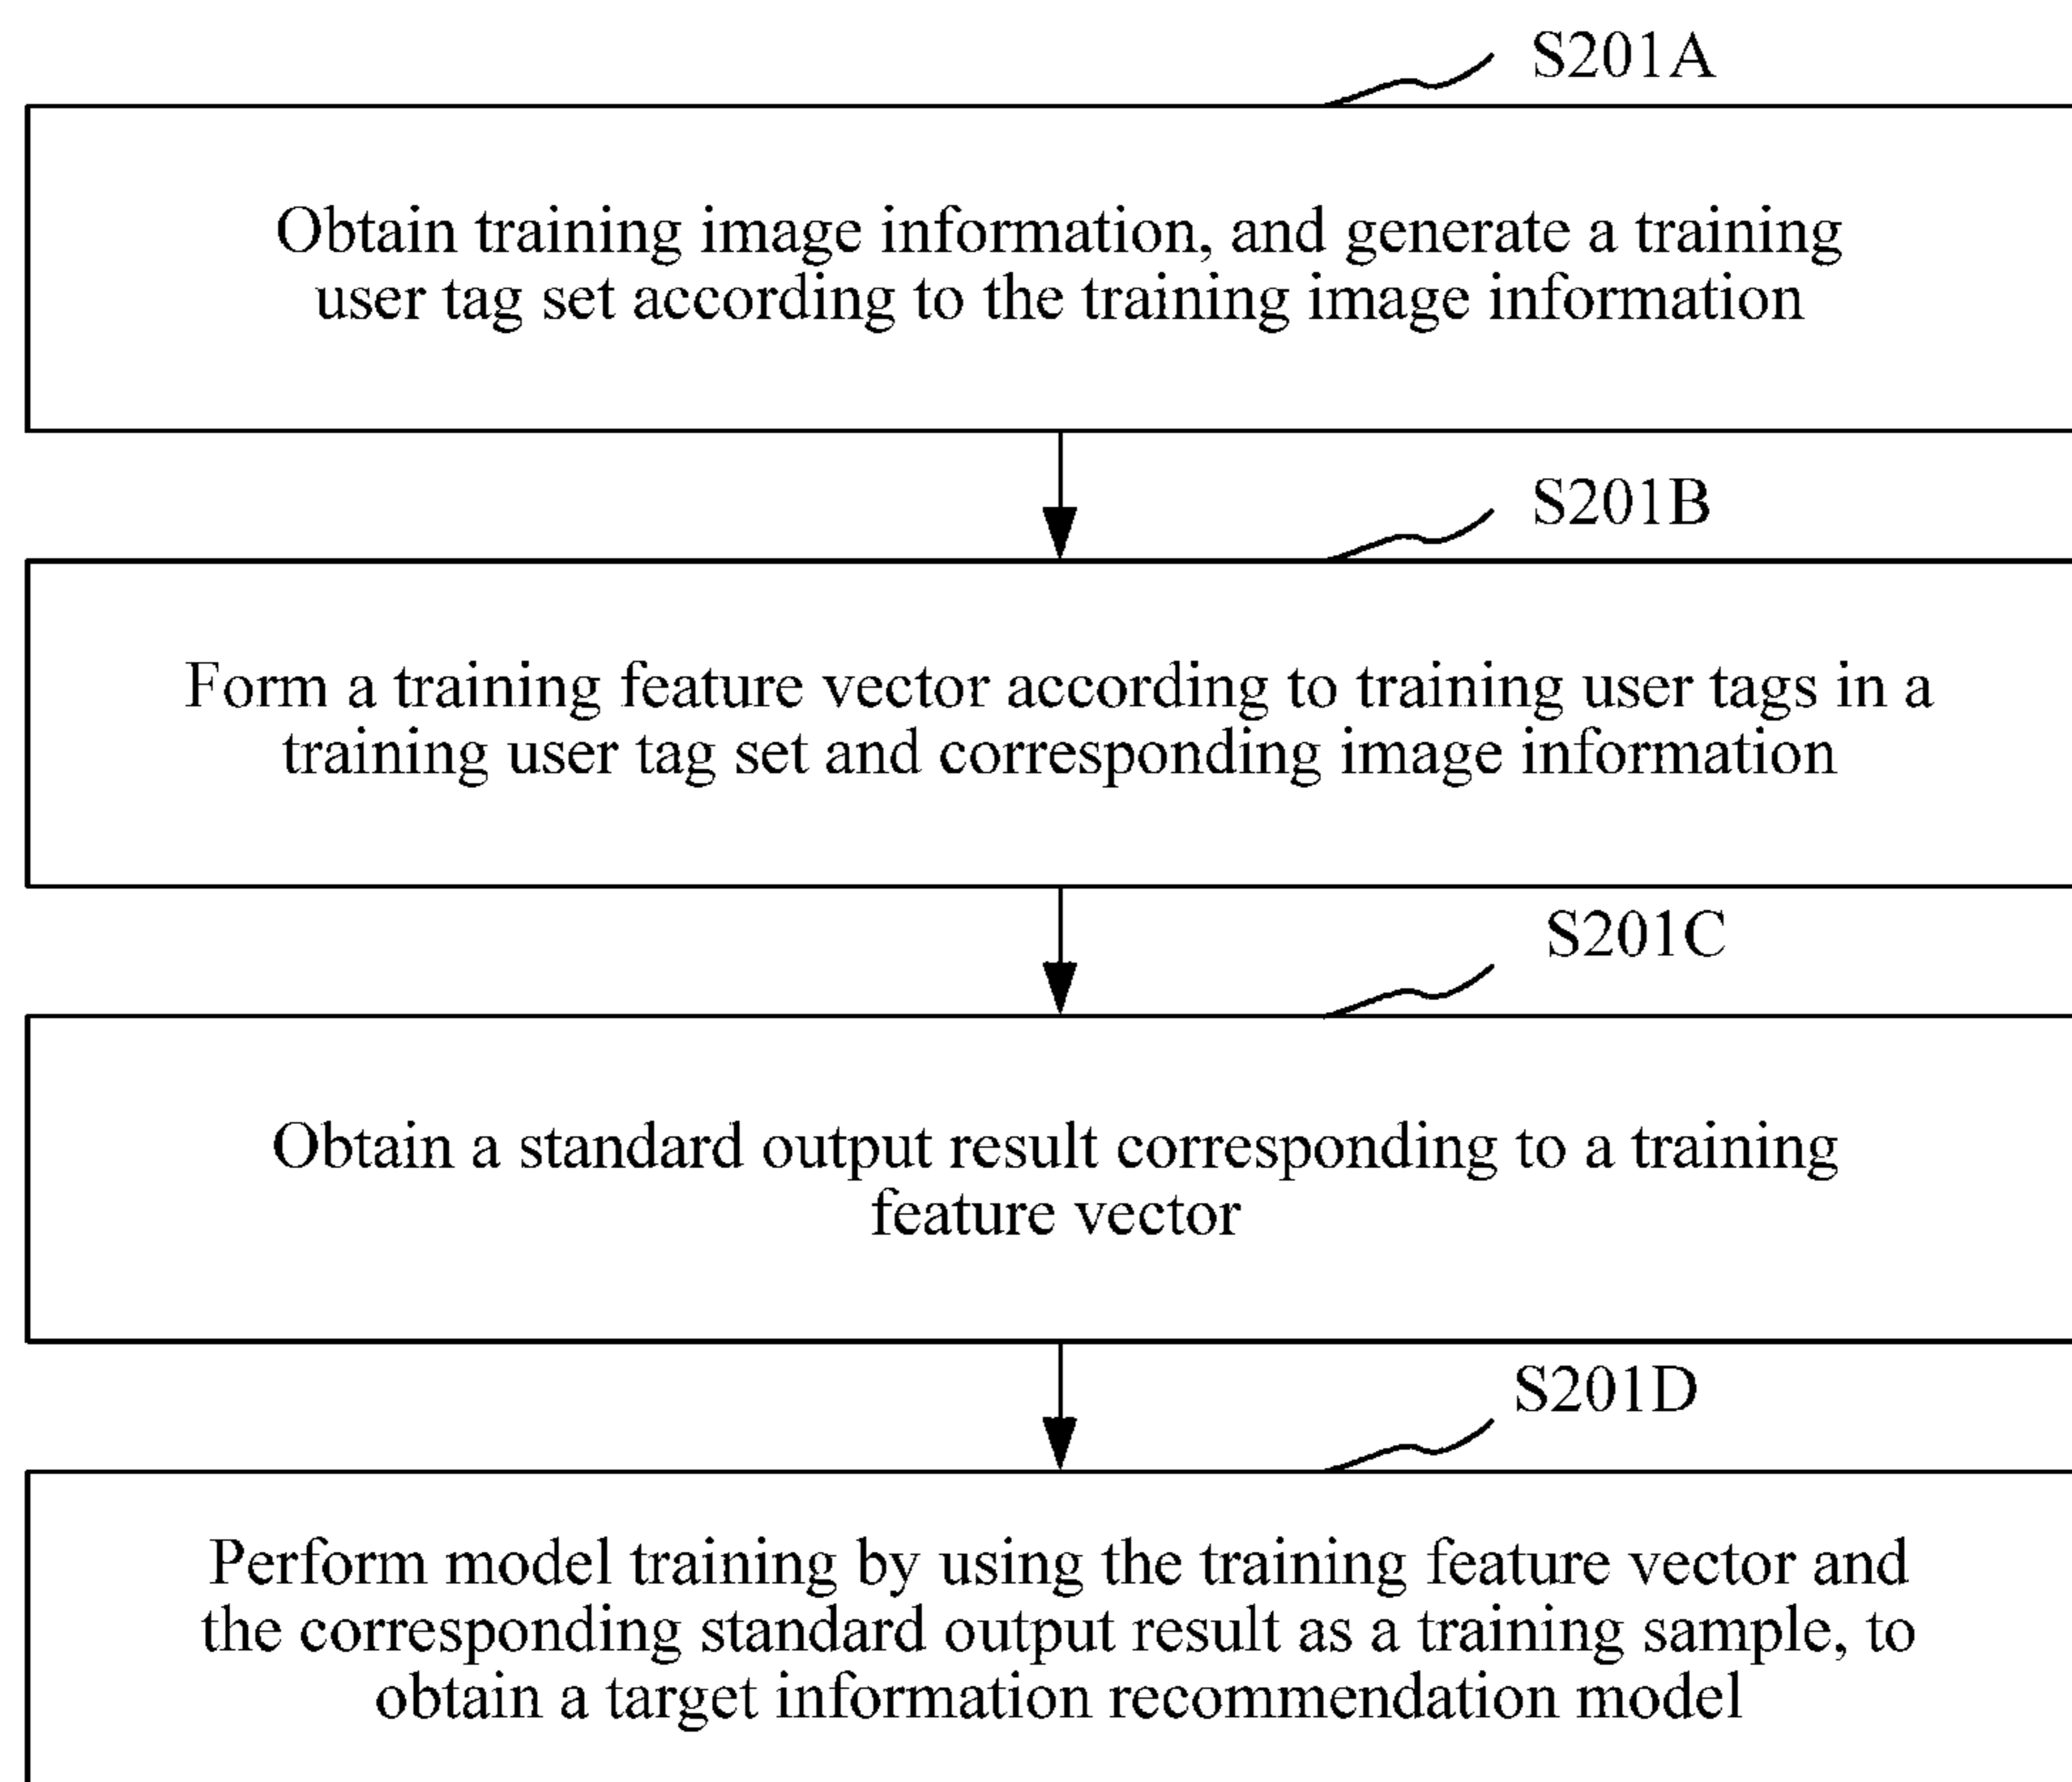 S201A
Obtain training image information, and generate a training
user tag set according to the training image information
S201B
Form a training feature vector according to training user tags in a
training user tag set and corresponding image information
S201C
Obtain a standard output result corresponding to a training
feature vector
S201D
Perform model training by using the training feature vector and
the corresponding standard output result as a training sample, to
obtain a target information recommendation model